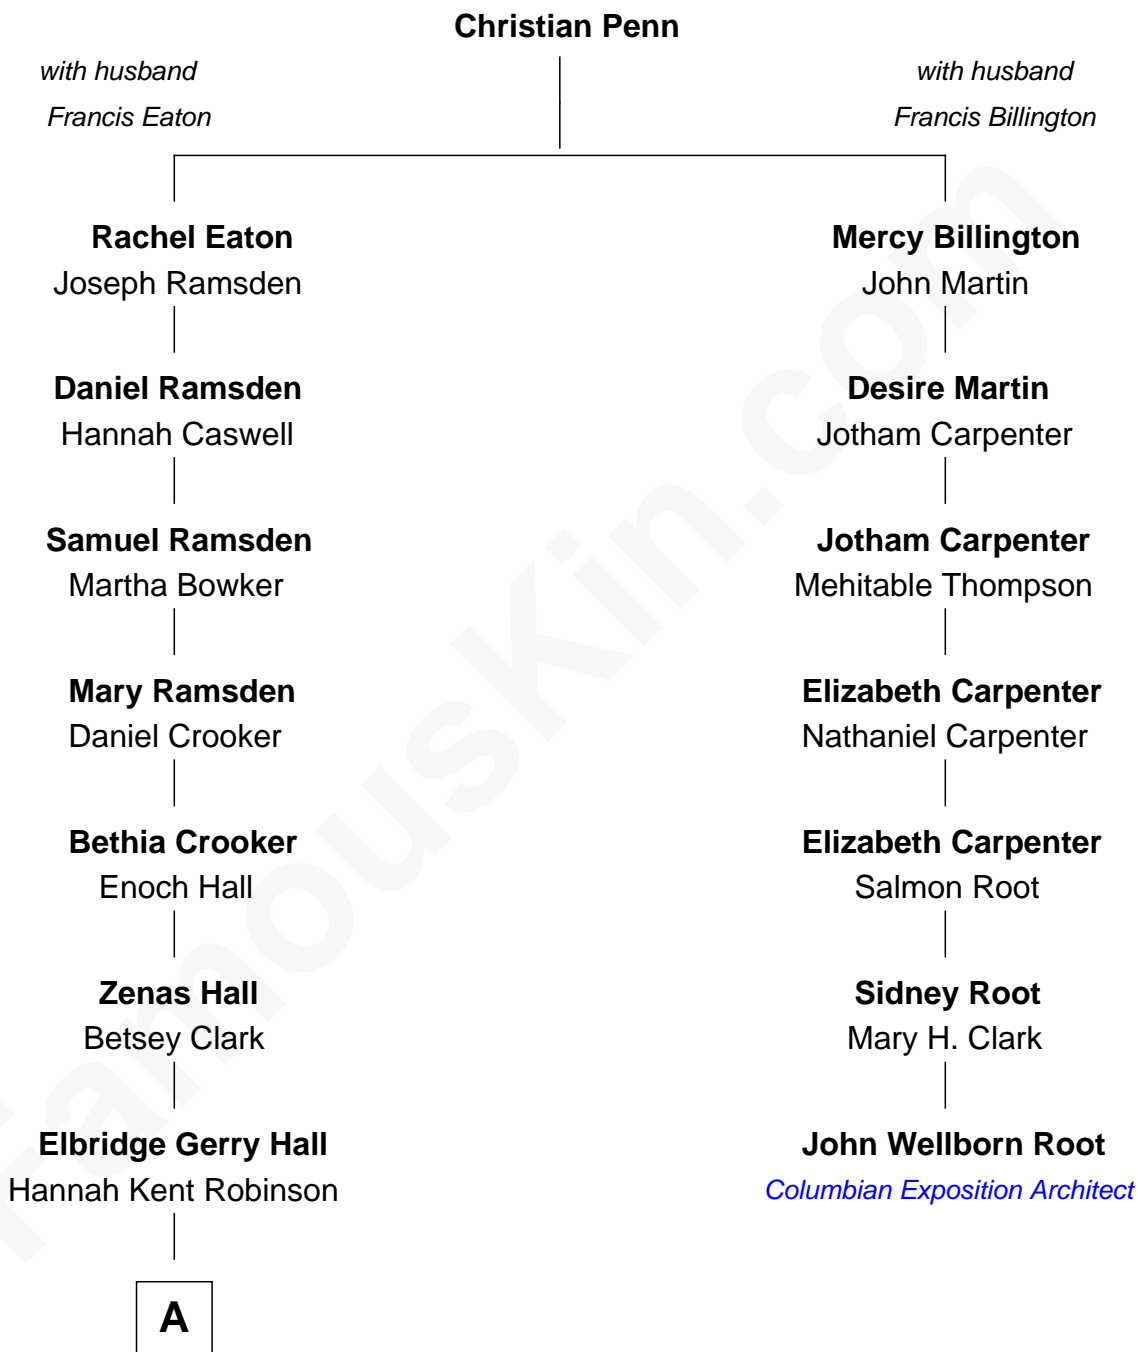 Christian Penn
with husband
Francis Eaton
with husband
Francis Billington
Rachel Eaton
Joseph Ramsden
Mercy Billington
John Martin
Daniel Ramsden
Hannah Caswell
Desire Martin
Jotham Carpenter
Samuel Ramsden
Martha Bowker
Jotham Carpenter
Mehitable Thompson
Mary Ramsden
Daniel Crooker
Elizabeth Carpenter
Nathaniel Carpenter
Bethia Crooker
Enoch Hall
Elizabeth Carpenter
Salmon Root
Zenas Hall
Betsey Clark
Sidney Root
Mary H. Clark
Elbridge Gerry Hall
Hannah Kent Robinson
John Wellborn Root
Columbian Exposition Architect
A
FamousKin.com